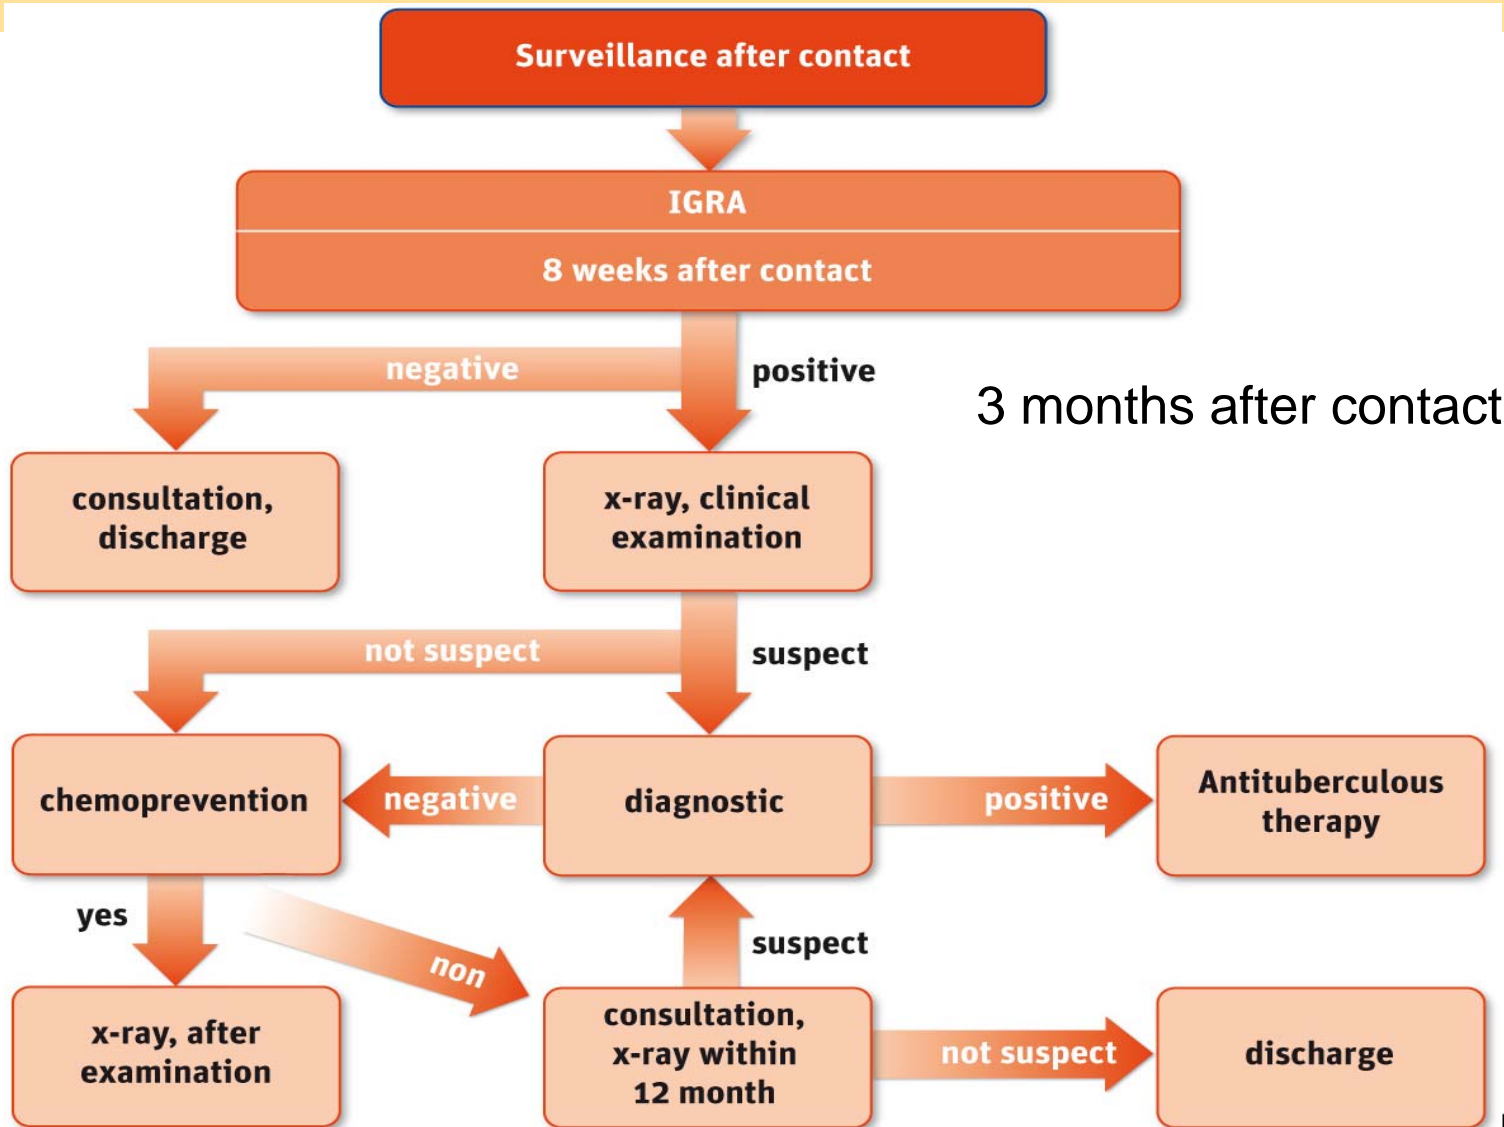 Surveillance after contact
IGRA
8 weeks after contact
negative
positive
3 months after contact
consultation,
discharge
x-ray, clinical
examination
not suspect
suspect
chemoprevention
negative
diagnostic
positive
Antituberculous
therapy
yes
non
suspect
x-ray, after
examination
consultation,
x-ray within
12 month
not suspect
discharge